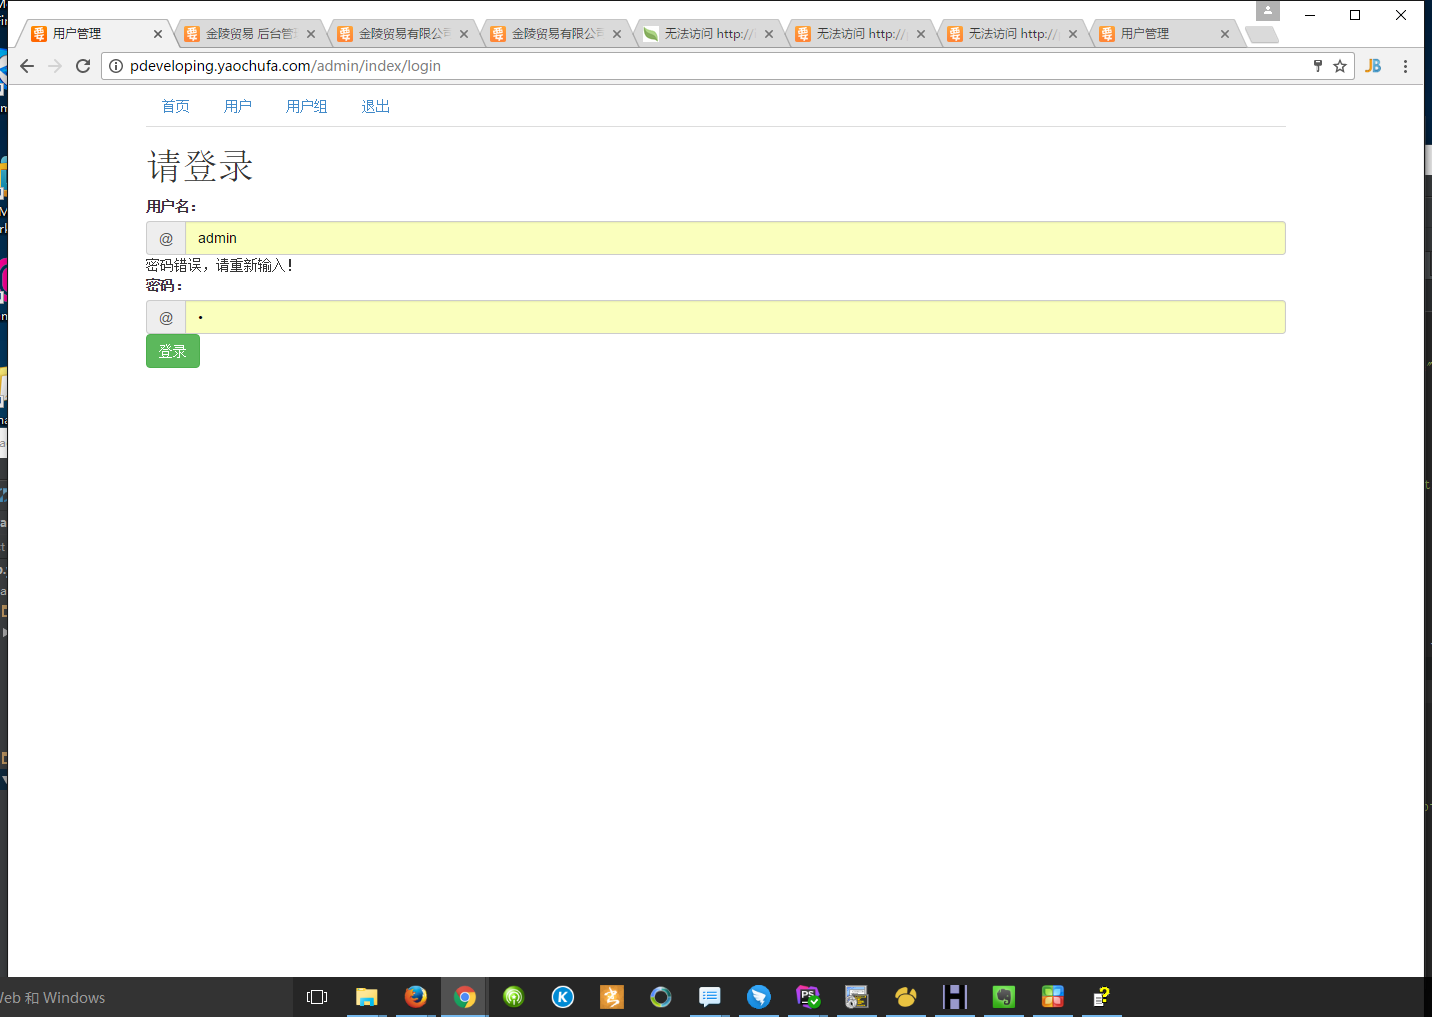 用户管理
金陵贸易 后台管
金陵贸易有限公司
金陵贸易有限公司
无法访问 http://
无法访问 http://
无法访问 http://
用户管理
pdeveloping.yaochufa.com/admin/index/login
JB
首页 用户 用户组 退出
请登录
用户名：
@ admin
密码错误，请重新输入！
密码：
@ •
登录
Web 和 Windows